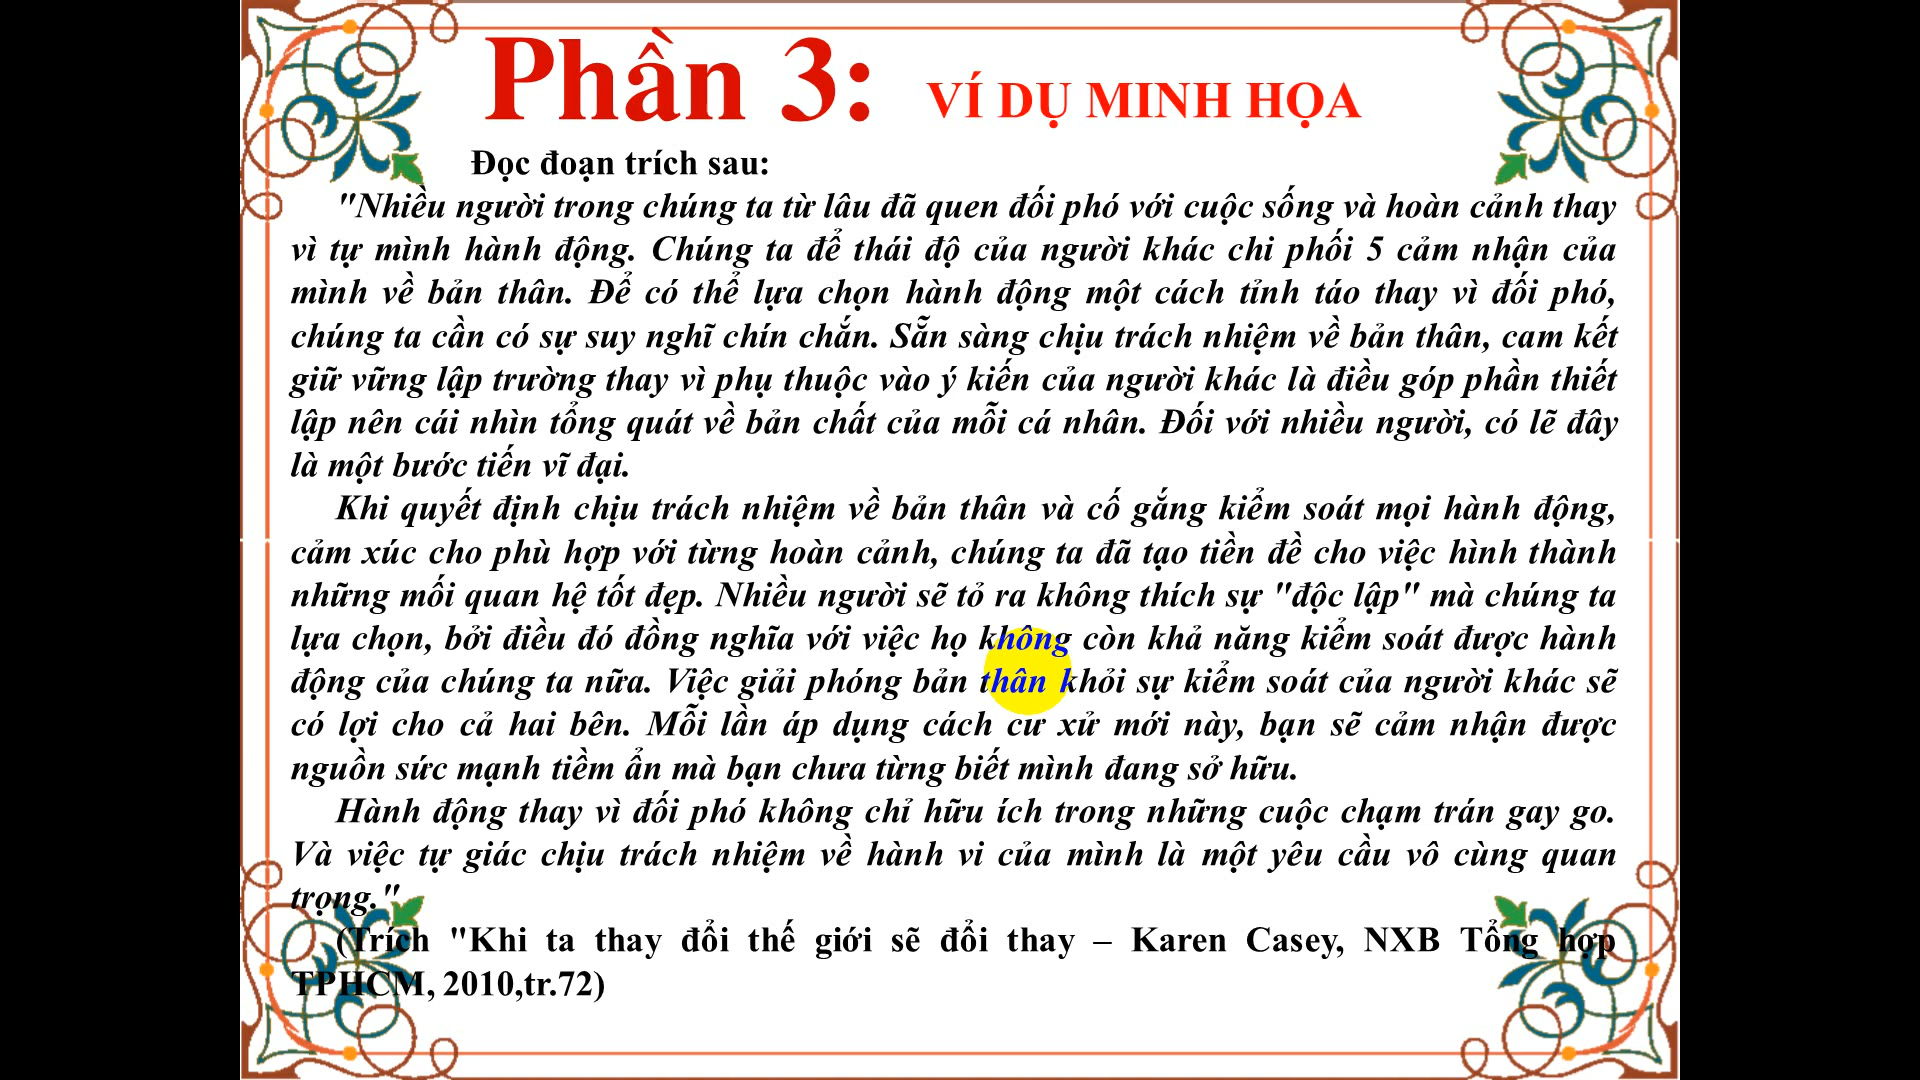 Phần 3: VÍ DỤ MINH HỌA
Đọc đoạn trích sau:
"Nhiều người trong chúng ta từ lâu đã quen đối phó với cuộc sống và hoàn cảnh thay
vì tự mình hành động. Chúng ta để thái độ của người khác chi phối 5 cảm nhận của
mình về bản thân. Để có thể lựa chọn hành động một cách tỉnh táo thay vì đối phó,
chúng ta cần có sự suy nghĩ chín chắn. Sẵn sàng chịu trách nhiệm về bản thân, cam kết
giữ vững lập trường thay vì phụ thuộc vào ý kiến của người khác là điều góp phần thiết
lập nên cái nhìn tổng quát về bản chất của mỗi cá nhân. Đối với nhiều người, có lẽ đây
là một bước tiến vĩ đại.
Khi quyết định chịu trách nhiệm về bản thân và cố gắng kiểm soát mọi hành động,
cảm xúc cho phù hợp với từng hoàn cảnh, chúng ta đã tạo tiền đề cho việc hình thành
những mối quan hệ tốt đẹp. Nhiều người sẽ tỏ ra không thích sự "độc lập" mà chúng ta
lựa chọn, bởi điều đó đồng nghĩa với việc họ không còn khả năng kiểm soát được hành
động của chúng ta nữa. Việc giải phóng bản thân khỏi sự kiểm soát của người khác sẽ
có lợi cho cả hai bên. Mỗi lần áp dụng cách cư xử mới này, bạn sẽ cảm nhận được
nguồn sức mạnh tiềm ẩn mà bạn chưa từng biết mình đang sở hữu.
Hành động thay vì đối phó không chỉ hữu ích trong những cuộc chạm trán gay go.
Và việc tự giác chịu trách nhiệm về hành vi của mình là một yêu cầu vô cùng quan
trọng."
(Trích "Khi ta thay đổi thế giới sẽ đổi thay – Karen Casey, NXB Tổng hợp
TPHCM, 2010,tr.72)